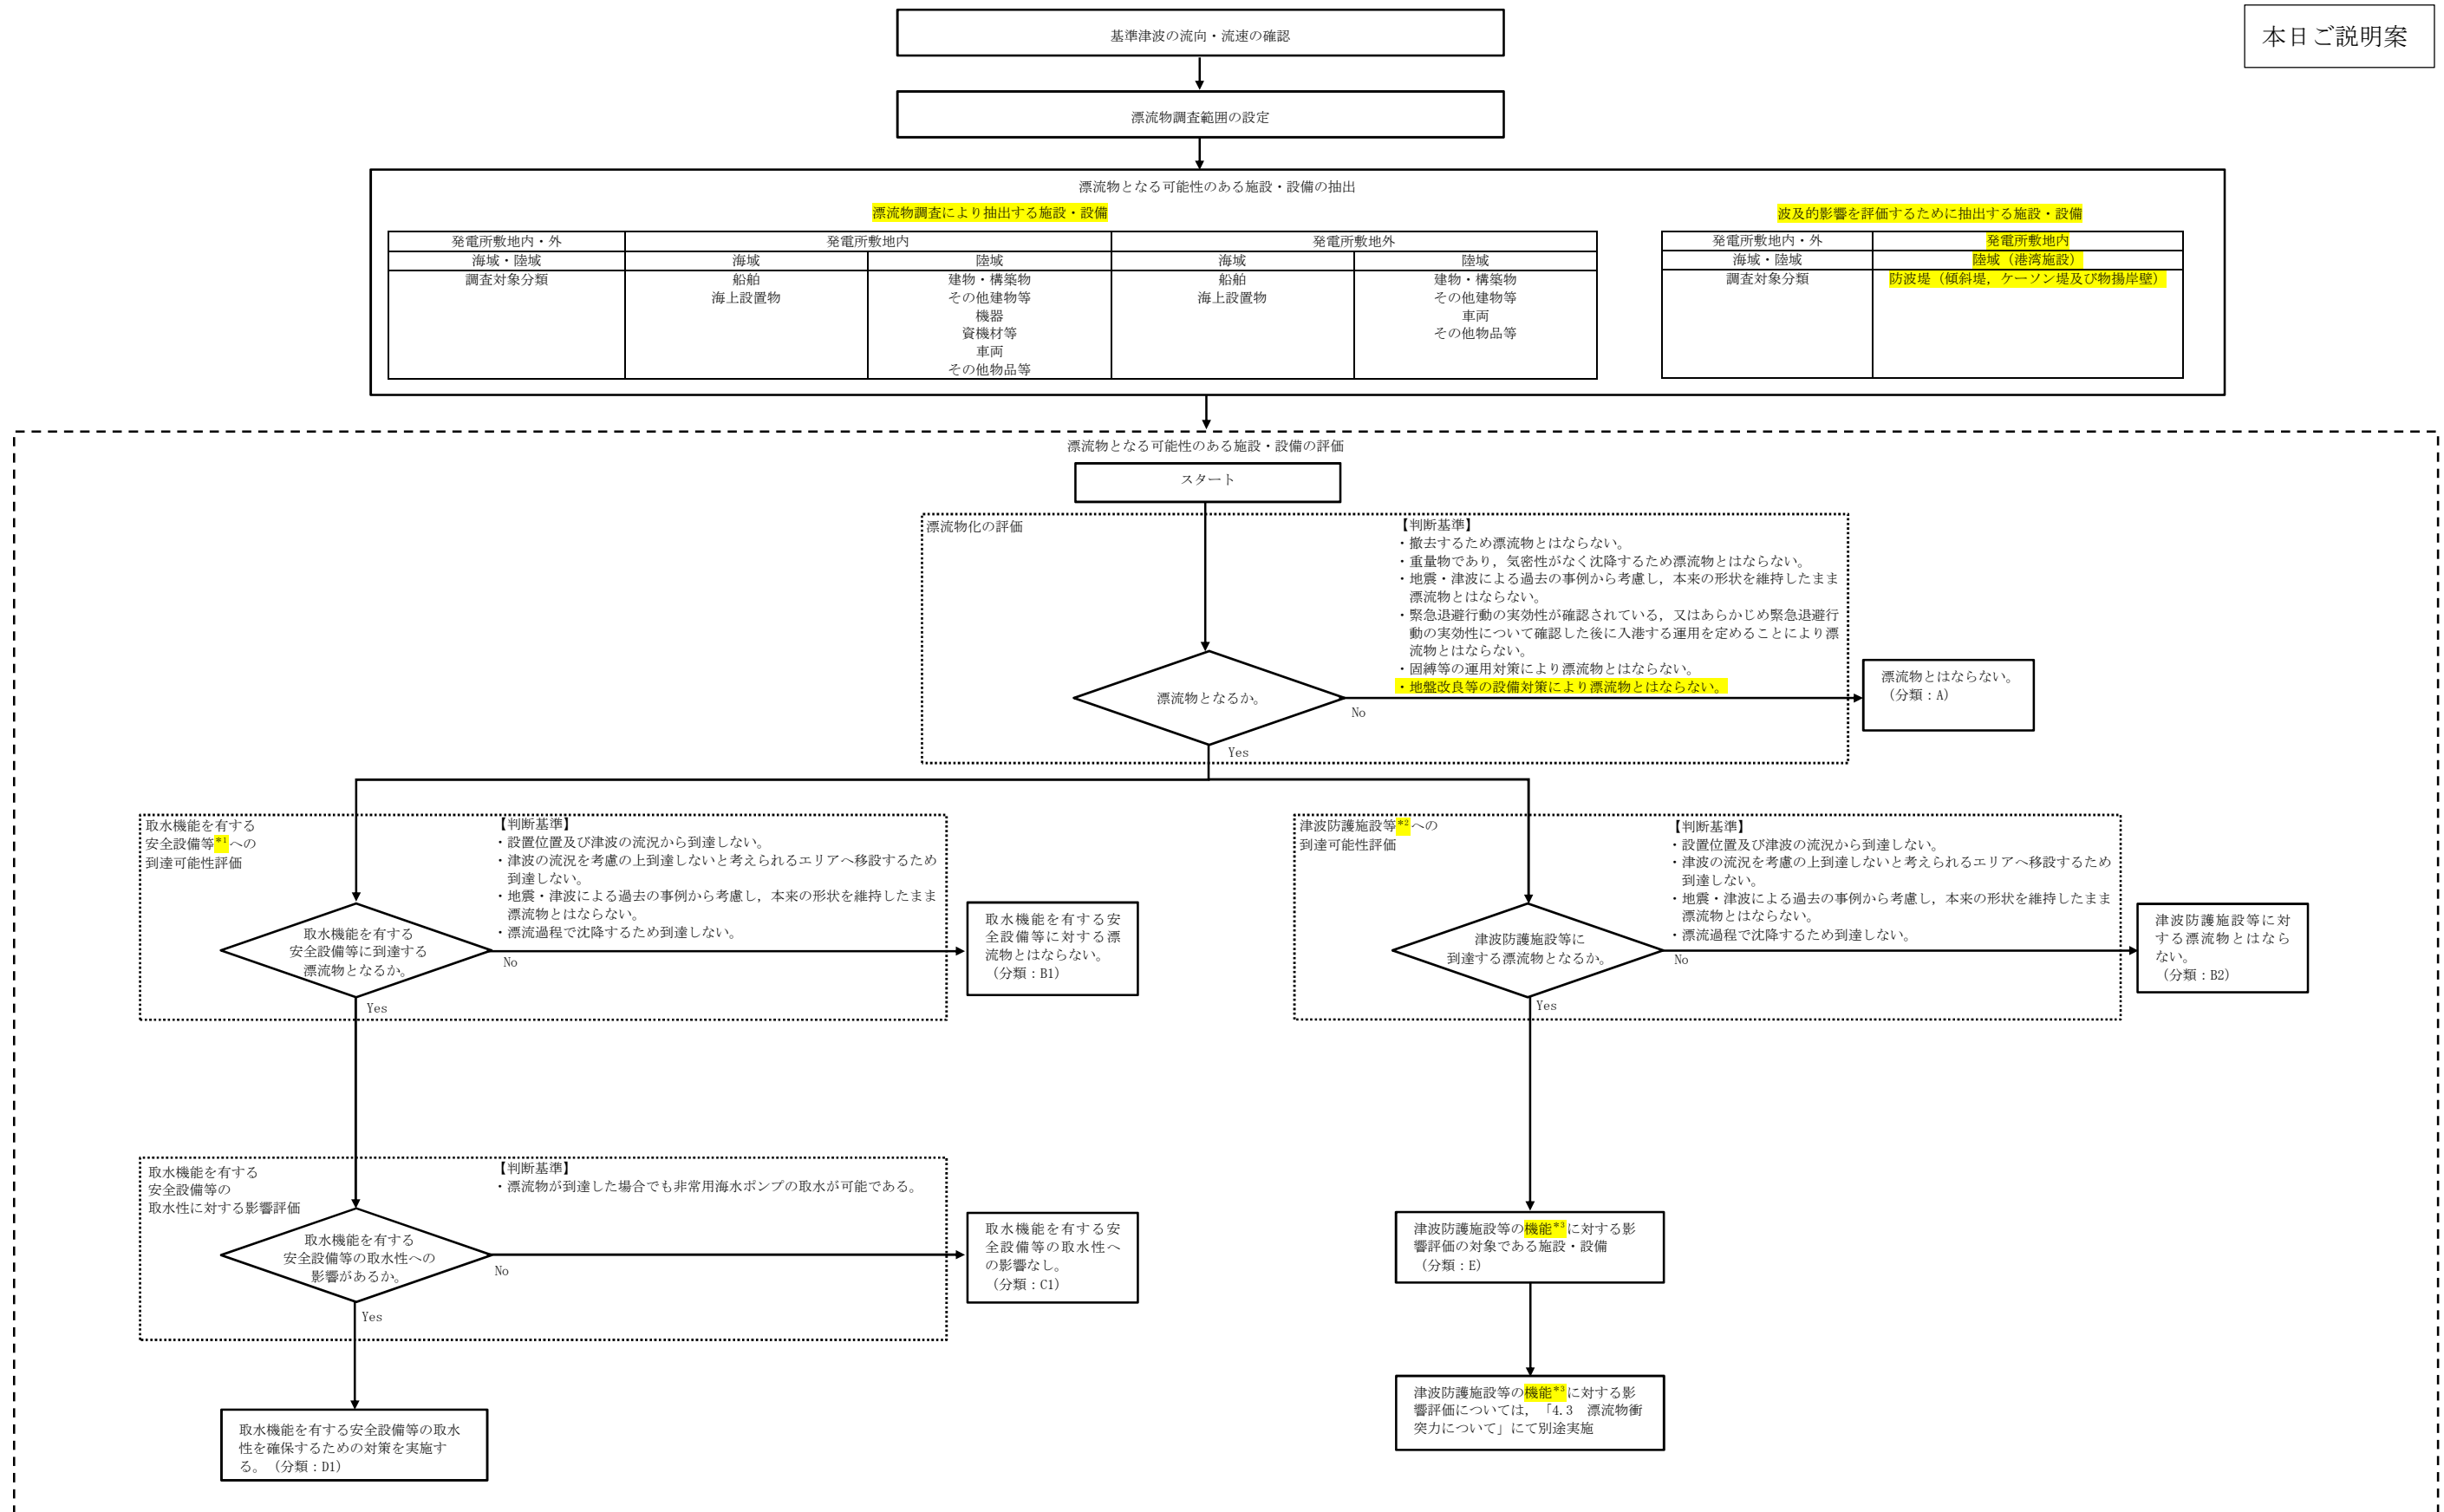 本日ご説明案
基準津波の流向・流速の確認
漂流物調査範囲の設定
漂流物となる可能性のある施設・設備の抽出
漂流物調査により抽出する施設・設備
発電所敷地内・外 発電所敷地内 発電所敷地外
海域・陸域 海域 陸域 海域 陸域
調査対象分類 船舶 建物・構築物 船舶 建物・構築物
海上設置物 その他建物等 海上設置物 その他建物等
機器 車両
資機材等 その他物品等
車両
その他物品等
波及的影響を評価するために抽出する施設・設備
発電所敷地内・外 発電所敷地内
海域・陸域 陸域（港湾施設）
調査対象分類 防波堤（傾斜堤，ケーソン堤及び物揚岸壁）
漂流物となる可能性のある施設・設備の評価
スタート
漂流物化の評価
【判断基準】
・撤去するため漂流物とはならない。
・重量物であり，気密性がなく沈降するため漂流物とはならない。
・地震・津波による過去の事例から考慮し，本来の形状を維持したまま
漂流物とはならない。
・緊急退避行動の実効性が確認されている，又はあらかじめ緊急退避行
動の実効性について確認した後に入港する運用を定めることにより漂
流物とはならない。
・固縛等の運用対策により漂流物とはならない。
・地盤改良等の設備対策により漂流物とはならない。
漂流物となるか。
No
Yes
漂流物とはならない。
（分類：A）
取水機能を有する
安全設備等*1への
到達可能性評価
【判断基準】
・設置位置及び津波の流況から到達しない。
・津波の流況を考慮の上到達しないと考えられるエリアへ移設するため
到達しない。
・地震・津波による過去の事例から考慮し，本来の形状を維持したまま
漂流物とはならない。
・漂流過程で沈降するため到達しない。
取水機能を有する
安全設備等に到達する
漂流物となるか。
No
Yes
取水機能を有する安
全設備等に対する漂
流物とはならない。
（分類：B1）
津波防護施設等*2への
到達可能性評価
【判断基準】
・設置位置及び津波の流況から到達しない。
・津波の流況を考慮の上到達しないと考えられるエリアへ移設するため
到達しない。
・地震・津波による過去の事例から考慮し，本来の形状を維持したまま
漂流物とはならない。
・漂流過程で沈降するため到達しない。
津波防護施設等に
到達する漂流物となるか。
No
Yes
津波防護施設等に対
する漂流物とはなら
ない。
（分類：B2）
取水機能を有する
安全設備等の
取水性に対する影響評価
【判断基準】
・漂流物が到達した場合でも非常用海水ポンプの取水が可能である。
取水機能を有する
安全設備等の取水性への
影響があるか。
No
Yes
取水機能を有する安
全設備等の取水性へ
の影響なし。
（分類：C1）
津波防護施設等の機能*3に対する影
響評価の対象である施設・設備
（分類：E）
津波防護施設等の機能*3に対する影
響評価については，「4.3　漂流物衝
突力について」にて別途実施
取水機能を有する安全設備等の取水
性を確保するための対策を実施す
る。（分類：D1）